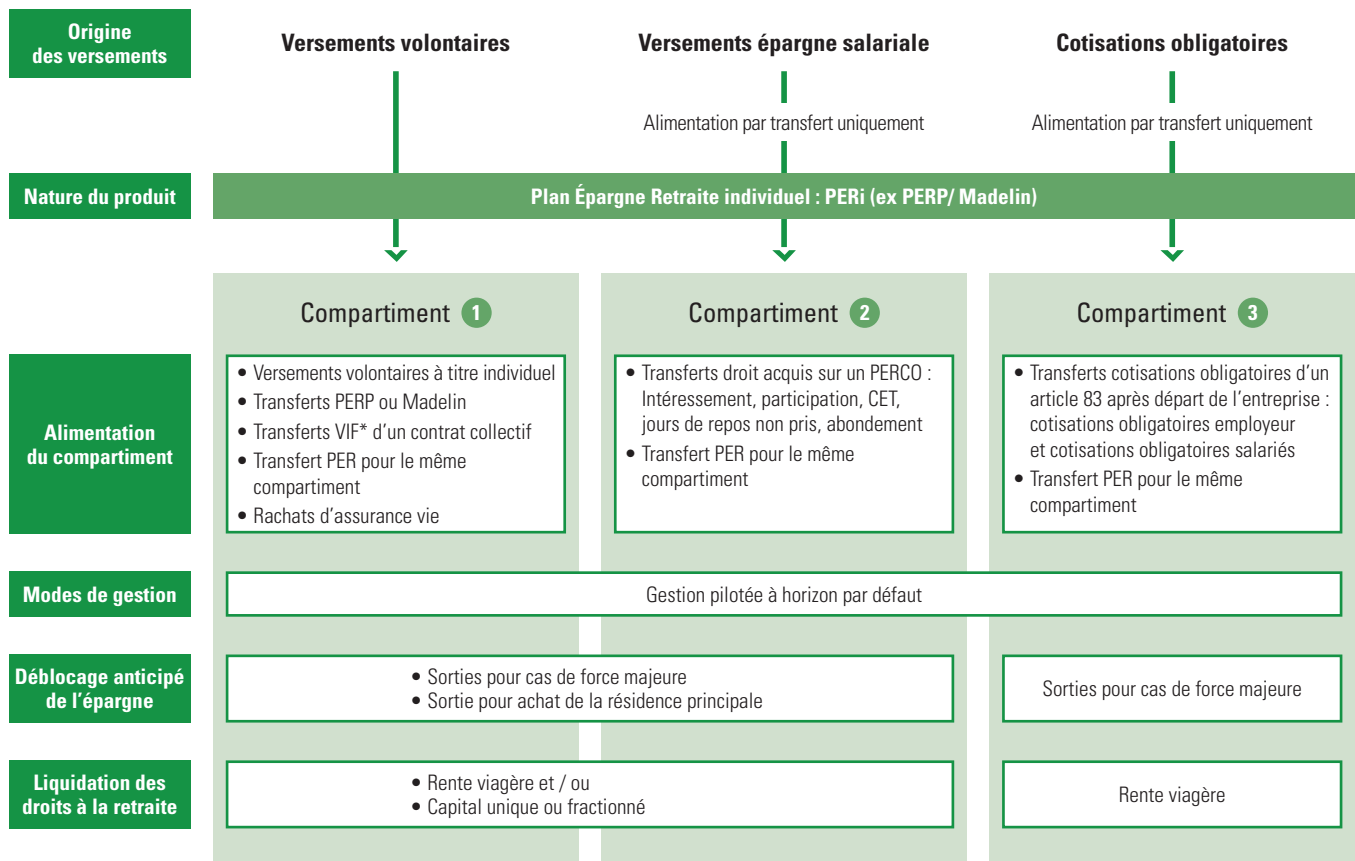 Origine
des versements
Versements volontaires
Versements épargne salariale
Cotisations obligatoires
Alimentation par transfert uniquement
Alimentation par transfert uniquement
Nature du produit
Plan Épargne Retraite individuel : PERi (ex PERP/ Madelin)
Compartiment 1
Compartiment 2
Compartiment 3
Alimentation
du compartiment
• Versements volontaires à titre individuel
• Transferts PERP ou Madelin
• Transferts VIF* d'un contrat collectif
• Transfert PER pour le même
compartiment
• Rachats d'assurance vie
• Transferts droit acquis sur un PERCO :
Intéressement, participation, CET,
jours de repos non pris, abondement
• Transfert PER pour le même
compartiment
• Transferts cotisations obligatoires d'un
article 83 après départ de l'entreprise :
cotisations obligatoires employeur
et cotisations obligatoires salariés
• Transfert PER pour le même
compartiment
Modes de gestion
Gestion pilotée à horizon par défaut
Déblocage anticipé
de l'épargne
• Sorties pour cas de force majeure
• Sortie pour achat de la résidence principale
Sorties pour cas de force majeure
Liquidation des
droits à la retraite
• Rente viagère et / ou
• Capital unique ou fractionné
Rente viagère